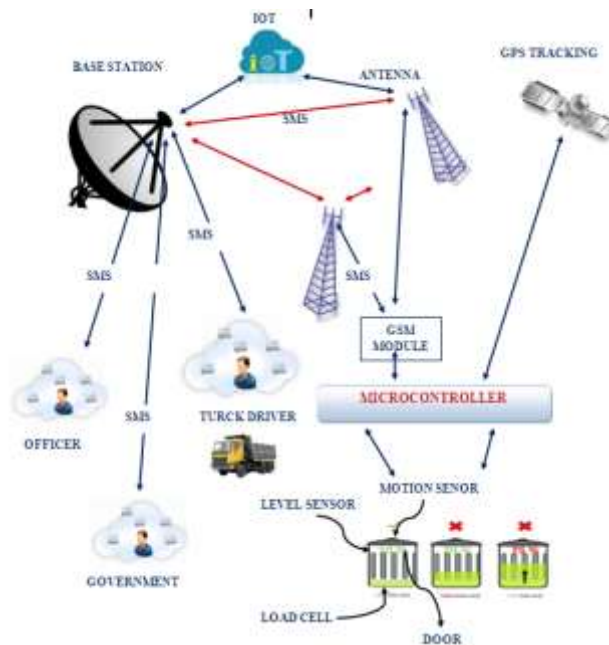 IOT
BASE STATION
GPS TRACKING
IOT
ANTENNA
SMS
SMS
SMS
GSM
MODULE
MICROCONTROLLER
SMS
OFFICER
TURCK DRIVER
LEVEL SENSOR
MOTION SENOR
GOVERNMENT
LOAD CELL
DOOR